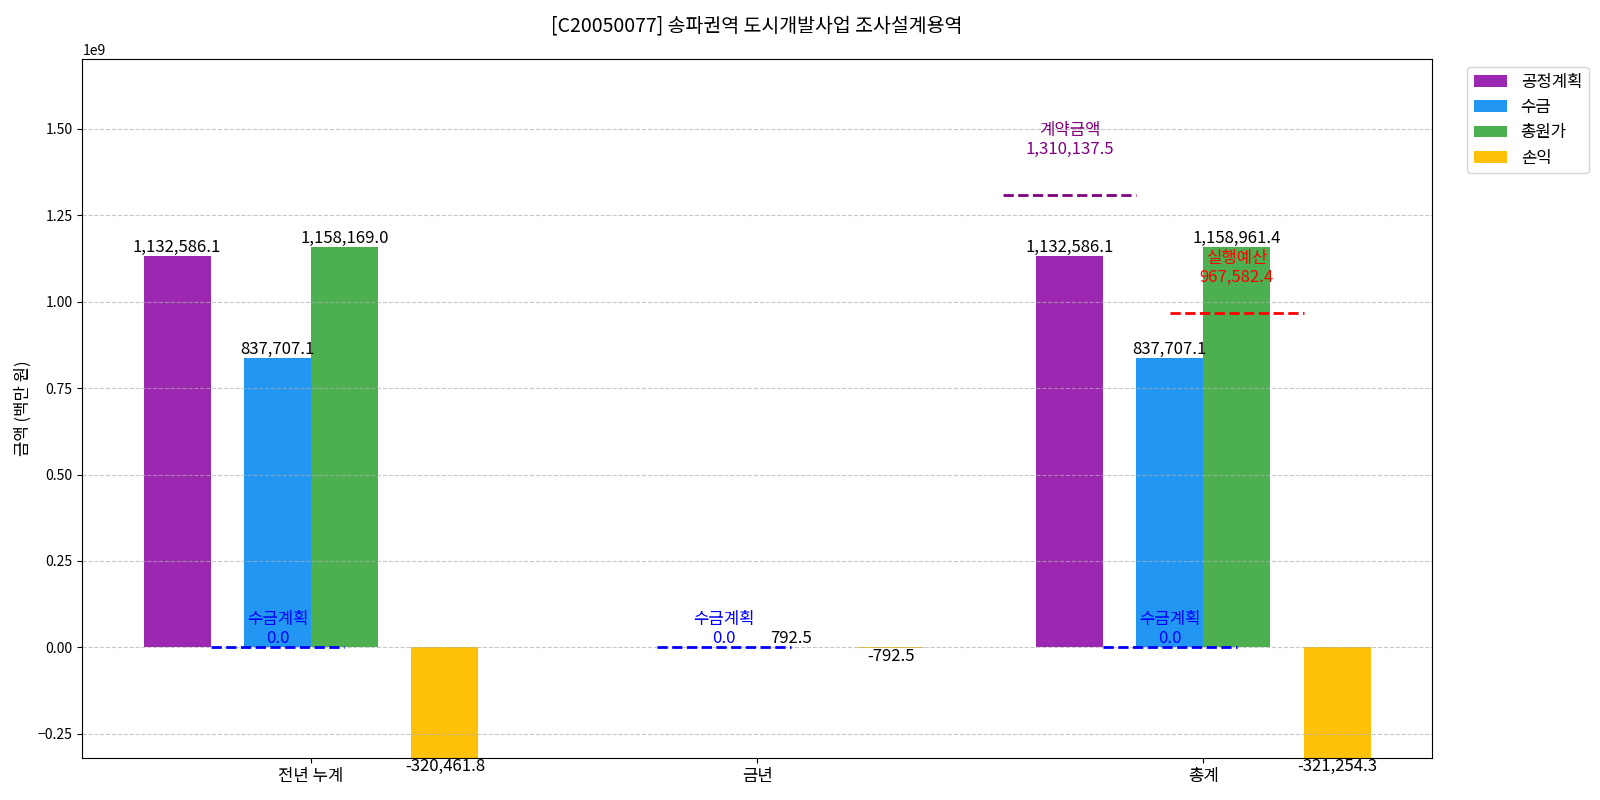 [C20050077] 송파권역 도시개발사업 조사설계용역
1e9
공정계획
수금
총원가
손익
금액 (백만 원)
1.50
1.25
1.00
0.75
0.50
0.25
0.00
−0.25
1,132,586.1
837,707.1
1,158,169.0
수금계획
0.0
-320,461.8
수금계획
0.0
792.5
-792.5
계약금액
1,310,137.5
1,132,586.1
837,707.1
1,158,961.4
실행예산
967,582.4
수금계획
0.0
-321,254.3
전년 누계
금년
총계